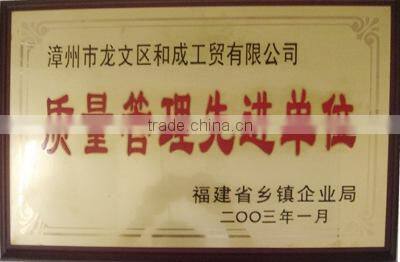 漳州市龙文区和成工贸有限公司
质量管理先进单位
trade.china.cn
福建省乡镇企业局
二〇〇三年一月